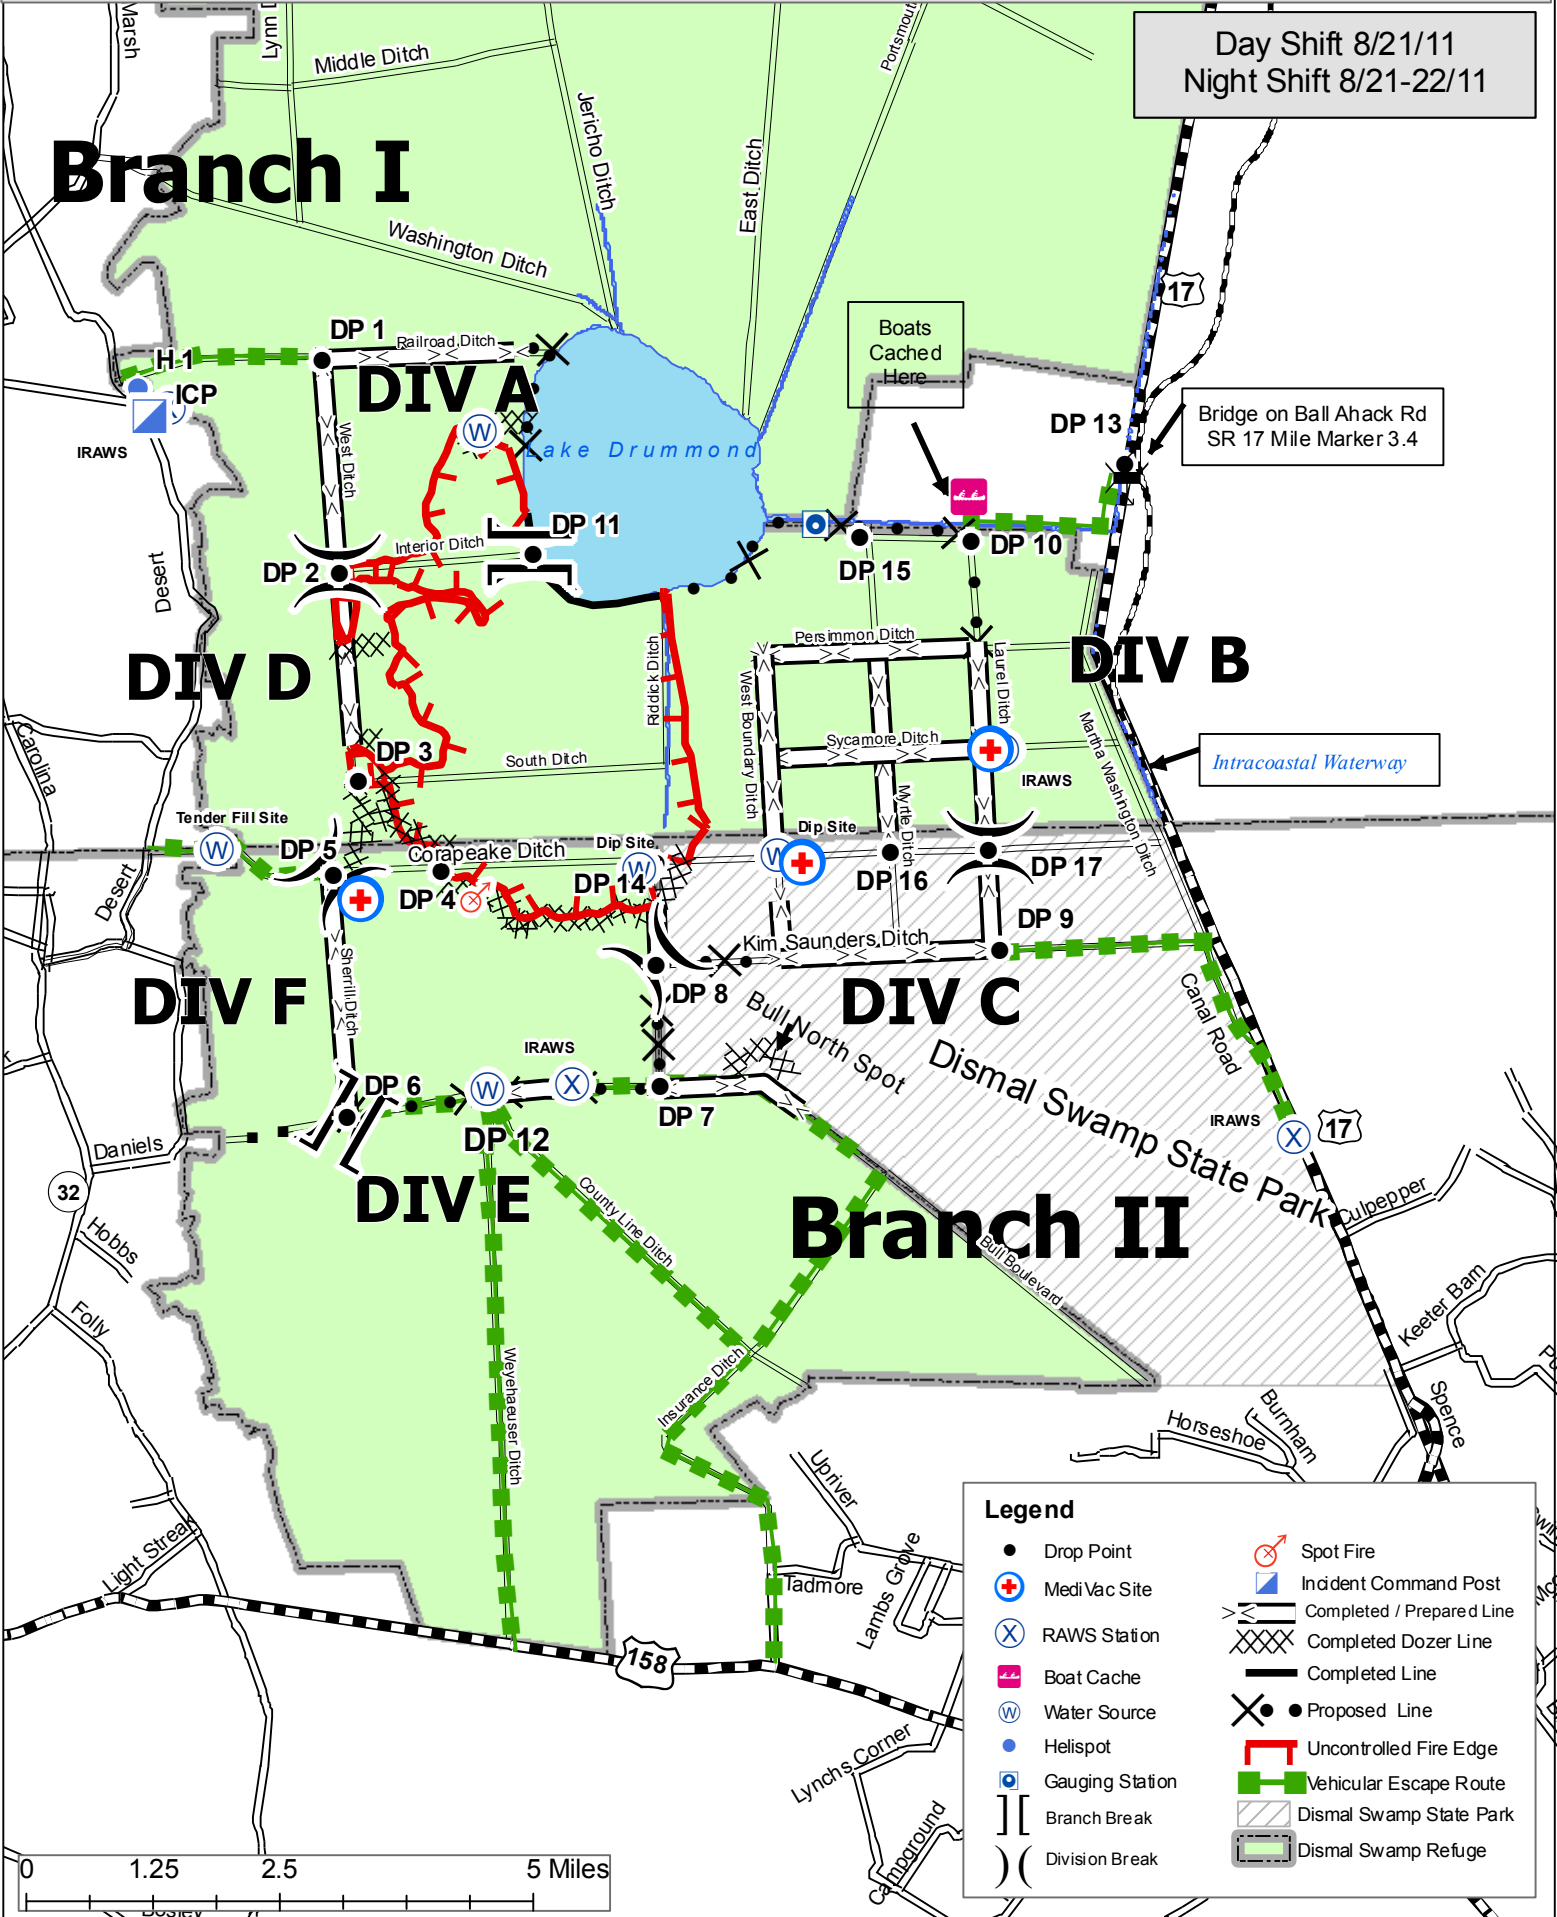 Day Shift 8/21/11
Night Shift 8/21-22/11
Marsh
Lynn D
Middle Ditch
Portsmout
Jericho Ditch
East Ditch
Branch I
Washington Ditch
17
DP 1
Railroad Ditch
Boats
Cached
Here
H 1
ICP
DIV A
W
IRAWS
West Ditch
Lake Drummond
DP 13
Bridge on Ball Ahack Rd
SR 17 Mile Marker 3.4
DP 11
Interior Ditch
DP 2
DP 10
DP 15
Desert
Persimmon Ditch
DIV B
DIV D
Riddick Ditch
West Boundary Ditch
Laurel Ditch
Martha Washington Ditch
Sycamore Ditch
Carolina
DP 3
South Ditch
IRAWS
Intracoastal Waterway
Myrtle Ditch
Tender Fill Site
W
DP 5
Corapeake Ditch
Dip Site
W
Dip Site
W
DP 14
DP 16
DP 17
DP 4
Desert
DP 9
Kim Saunders Ditch
Sherrill Ditch
DIV F
DP 8
DIV C
Bull North Spot
Canal Road
IRAWS
Dismal Swamp State Park
DP 6
W
X
DP 7
IRAWS
X
17
Daniels
DP 12
32
DIV E
County Line Ditch
Branch II
Culpepper
Hobbs
Bull Boulevard
Keeter Barn
Folly
Weyehaeuser Ditch
Insurance Ditch
Spence
Burnham
Horseshoe
Upriver
Light Streak
Tadmore
Lambs Grove
158
Lynchs Corner
Campground
Legend
Drop Point
MediVac Site
X
RAWS Station
Boat Cache
W
Water Source
Helispot
Gauging Station
Branch Break
Division Break
Spot Fire
Incident Command Post
Completed / Prepared Line
Completed Dozer Line
Completed Line
Proposed Line
Uncontrolled Fire Edge
Vehicular Escape Route
Dismal Swamp State Park
Dismal Swamp Refuge
0 1.25 2.5 5 Miles